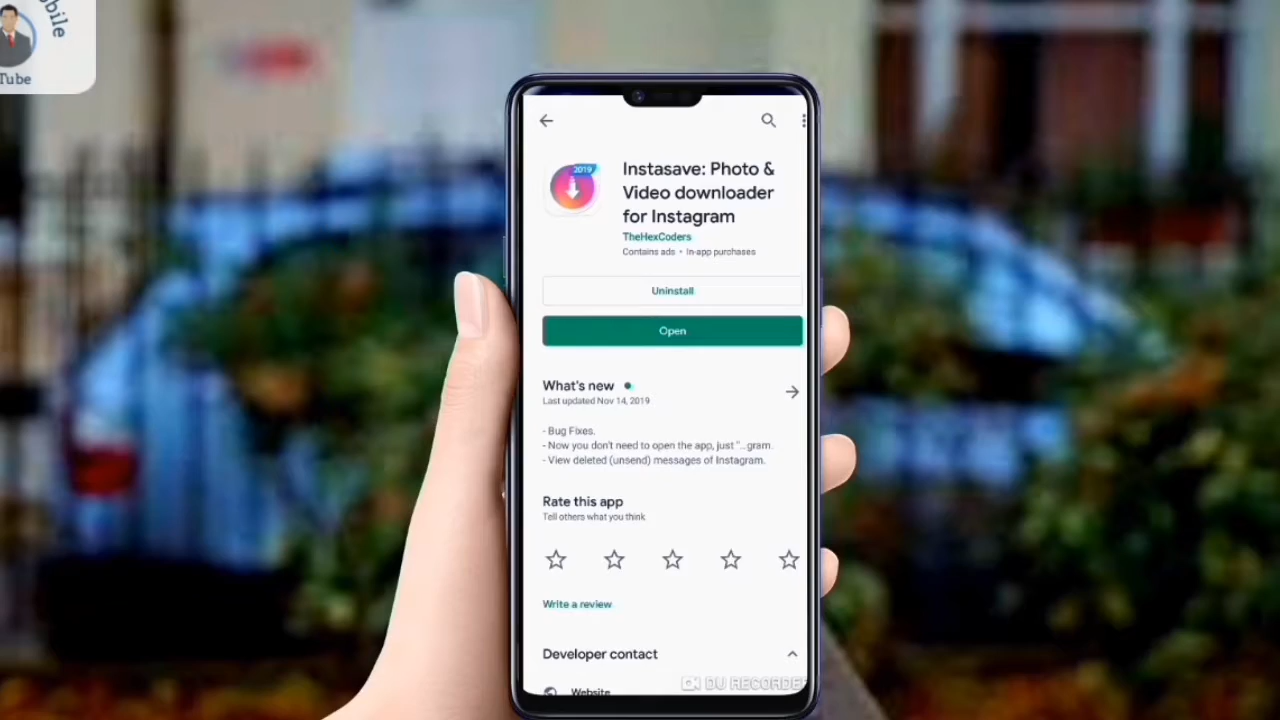 Tube
2019
Instasave: Photo &
Video downloader
for Instagram
TheHexCoders
Contains ads • In-app purchases
Uninstall
Open
What's new
Last updated Nov 14, 2019
- Bug Fixes.
- Now you don't need to open the app, just "...gram.
- View deleted (unsend) messages of Instagram.
Rate this app
Tell others what you think
Write a review
Developer contact
Website
DU RECORDER